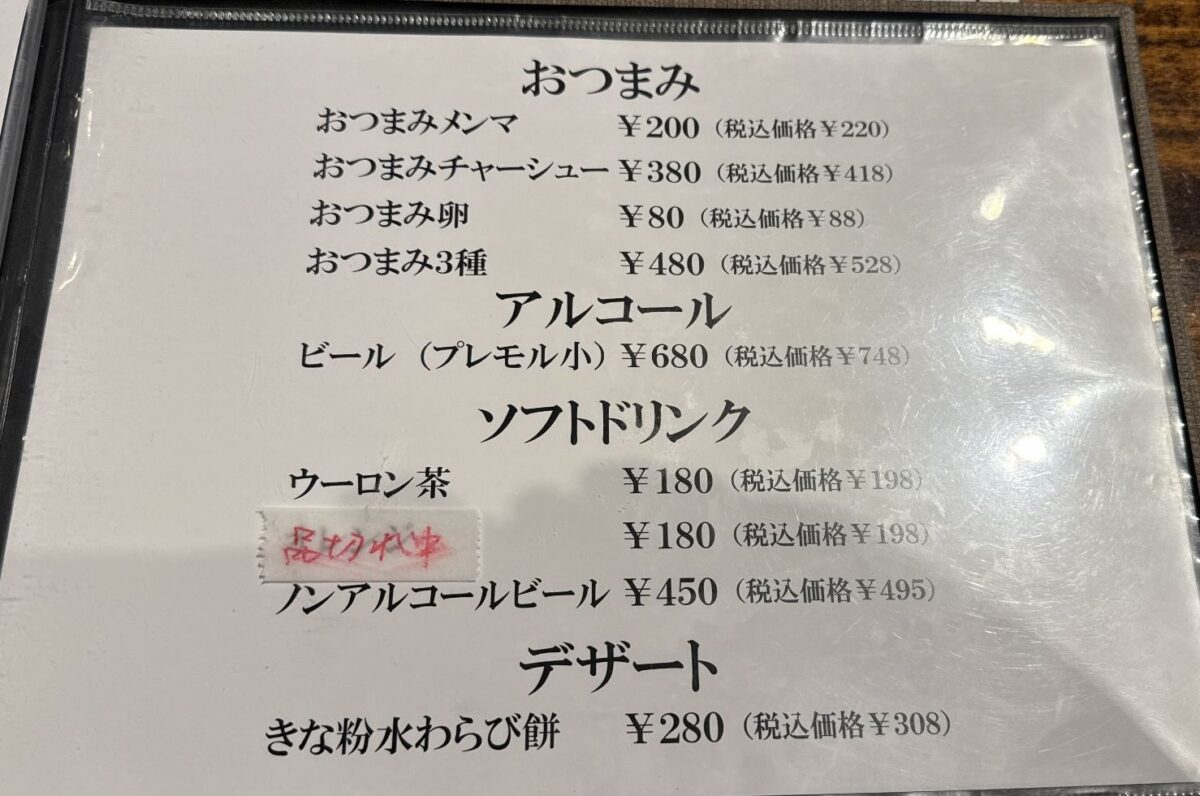 おつまみ
おつまみメンマ ￥200（税込価格￥220）
おつまみチャーシュー ￥380（税込価格￥418）
おつまみ卵 ￥80（税込価格￥88）
おつまみ3種 ￥480（税込価格￥528）
アルコール
ビール（プレモル小）￥680（税込価格￥748）
ソフトドリンク
ウーロン茶 ￥180（税込価格￥198）
品切れ中 ￥180（税込価格￥198）
ノンアルコールビール ￥450（税込価格￥495）
デザート
きな粉水わらび餅 ￥280（税込価格￥308）